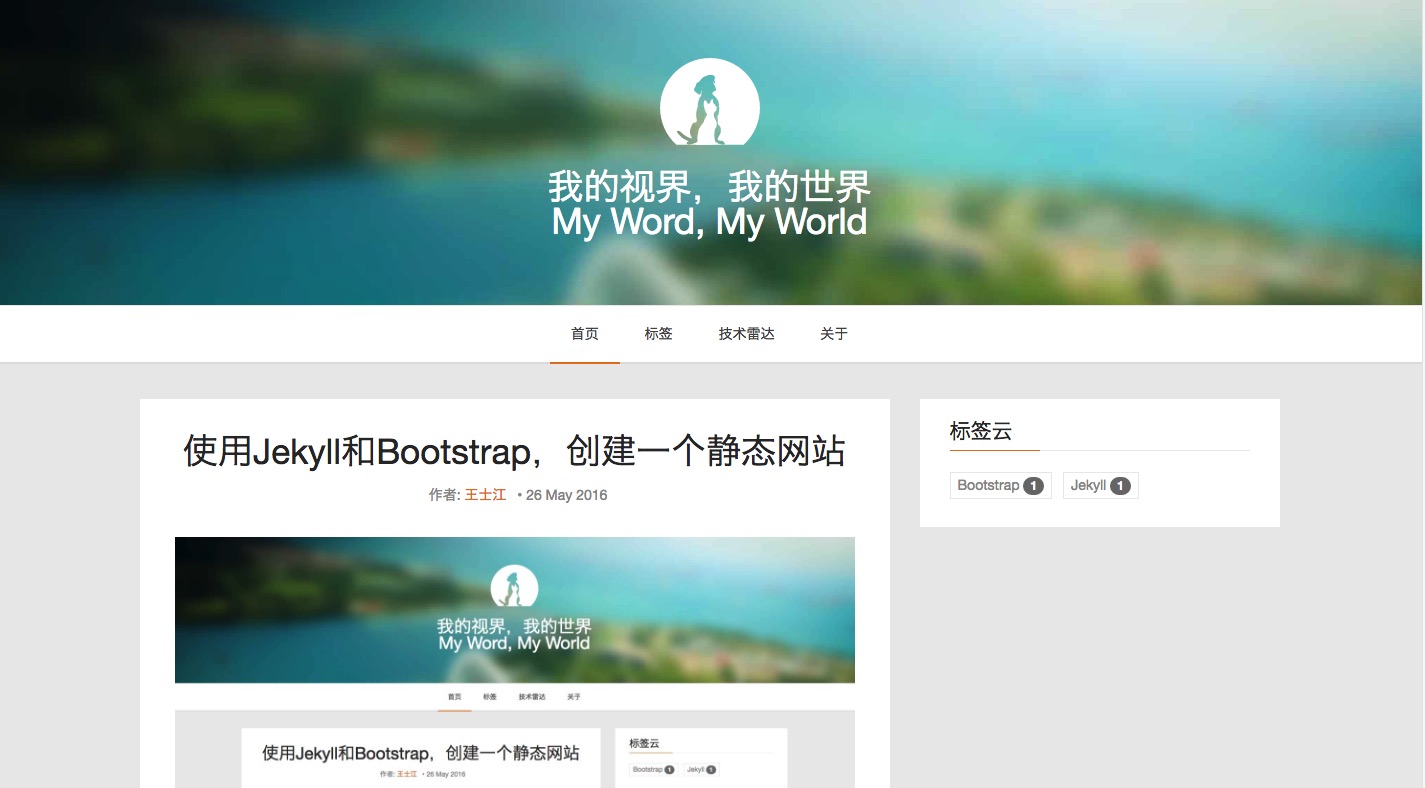 我的视界，我的世界
My Word, My World
首页 标签 技术雷达 关于
使用Jekyll和Bootstrap，创建一个静态网站
作者: 王士江 • 26 May 2016
标签云
Bootstrap 1 Jekyll 1
我的视界，我的世界
My Word, My World
首页 标签 技术雷达 关于
使用Jekyll和Bootstrap，创建一个静态网站
作者: 王士江 • 26 May 2016
标签云
Bootstrap 1 Jekyll 1